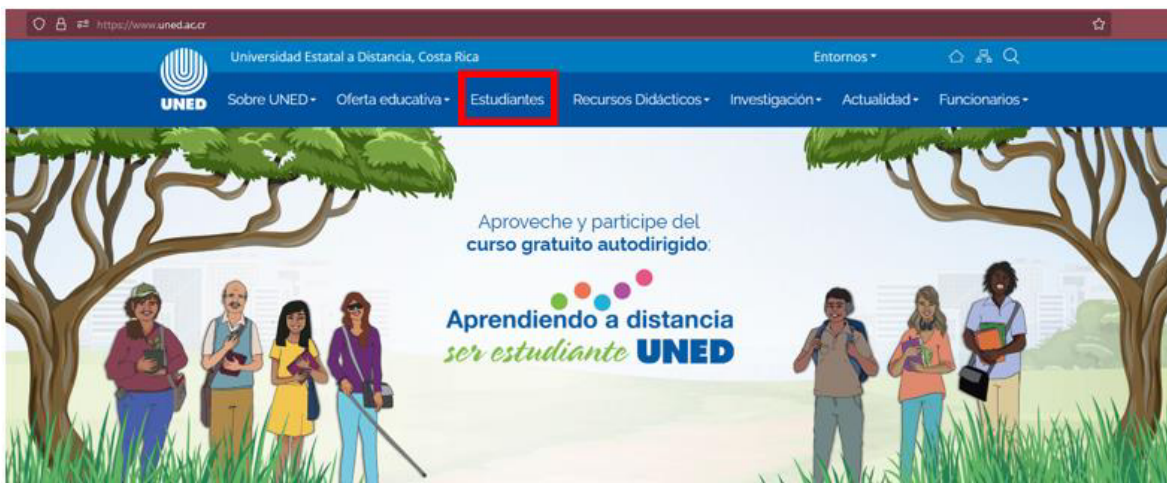 https://www.uned.ac.cr
Universidad Estatal a Distancia, Costa Rica
Entornos
UNED
Sobre UNED
Oferta educativa
Estudiantes
Recursos Didácticos
Investigación
Actualidad
Funcionarios
Aproveche y participe del
curso gratuito autodirigido:
Aprendiendo a distancia
ser estudiante UNED